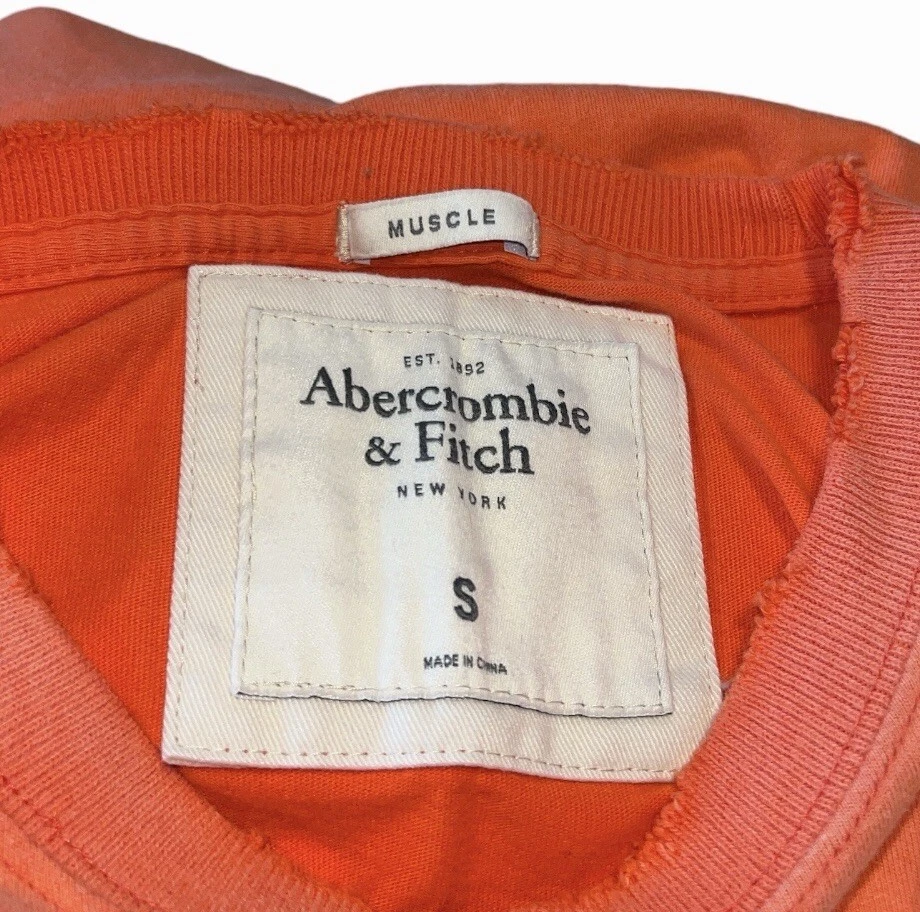 MUSCLE
EST. 1892
Abercrombie
& Fitch
NEW YORK
S
MADE IN CHINA